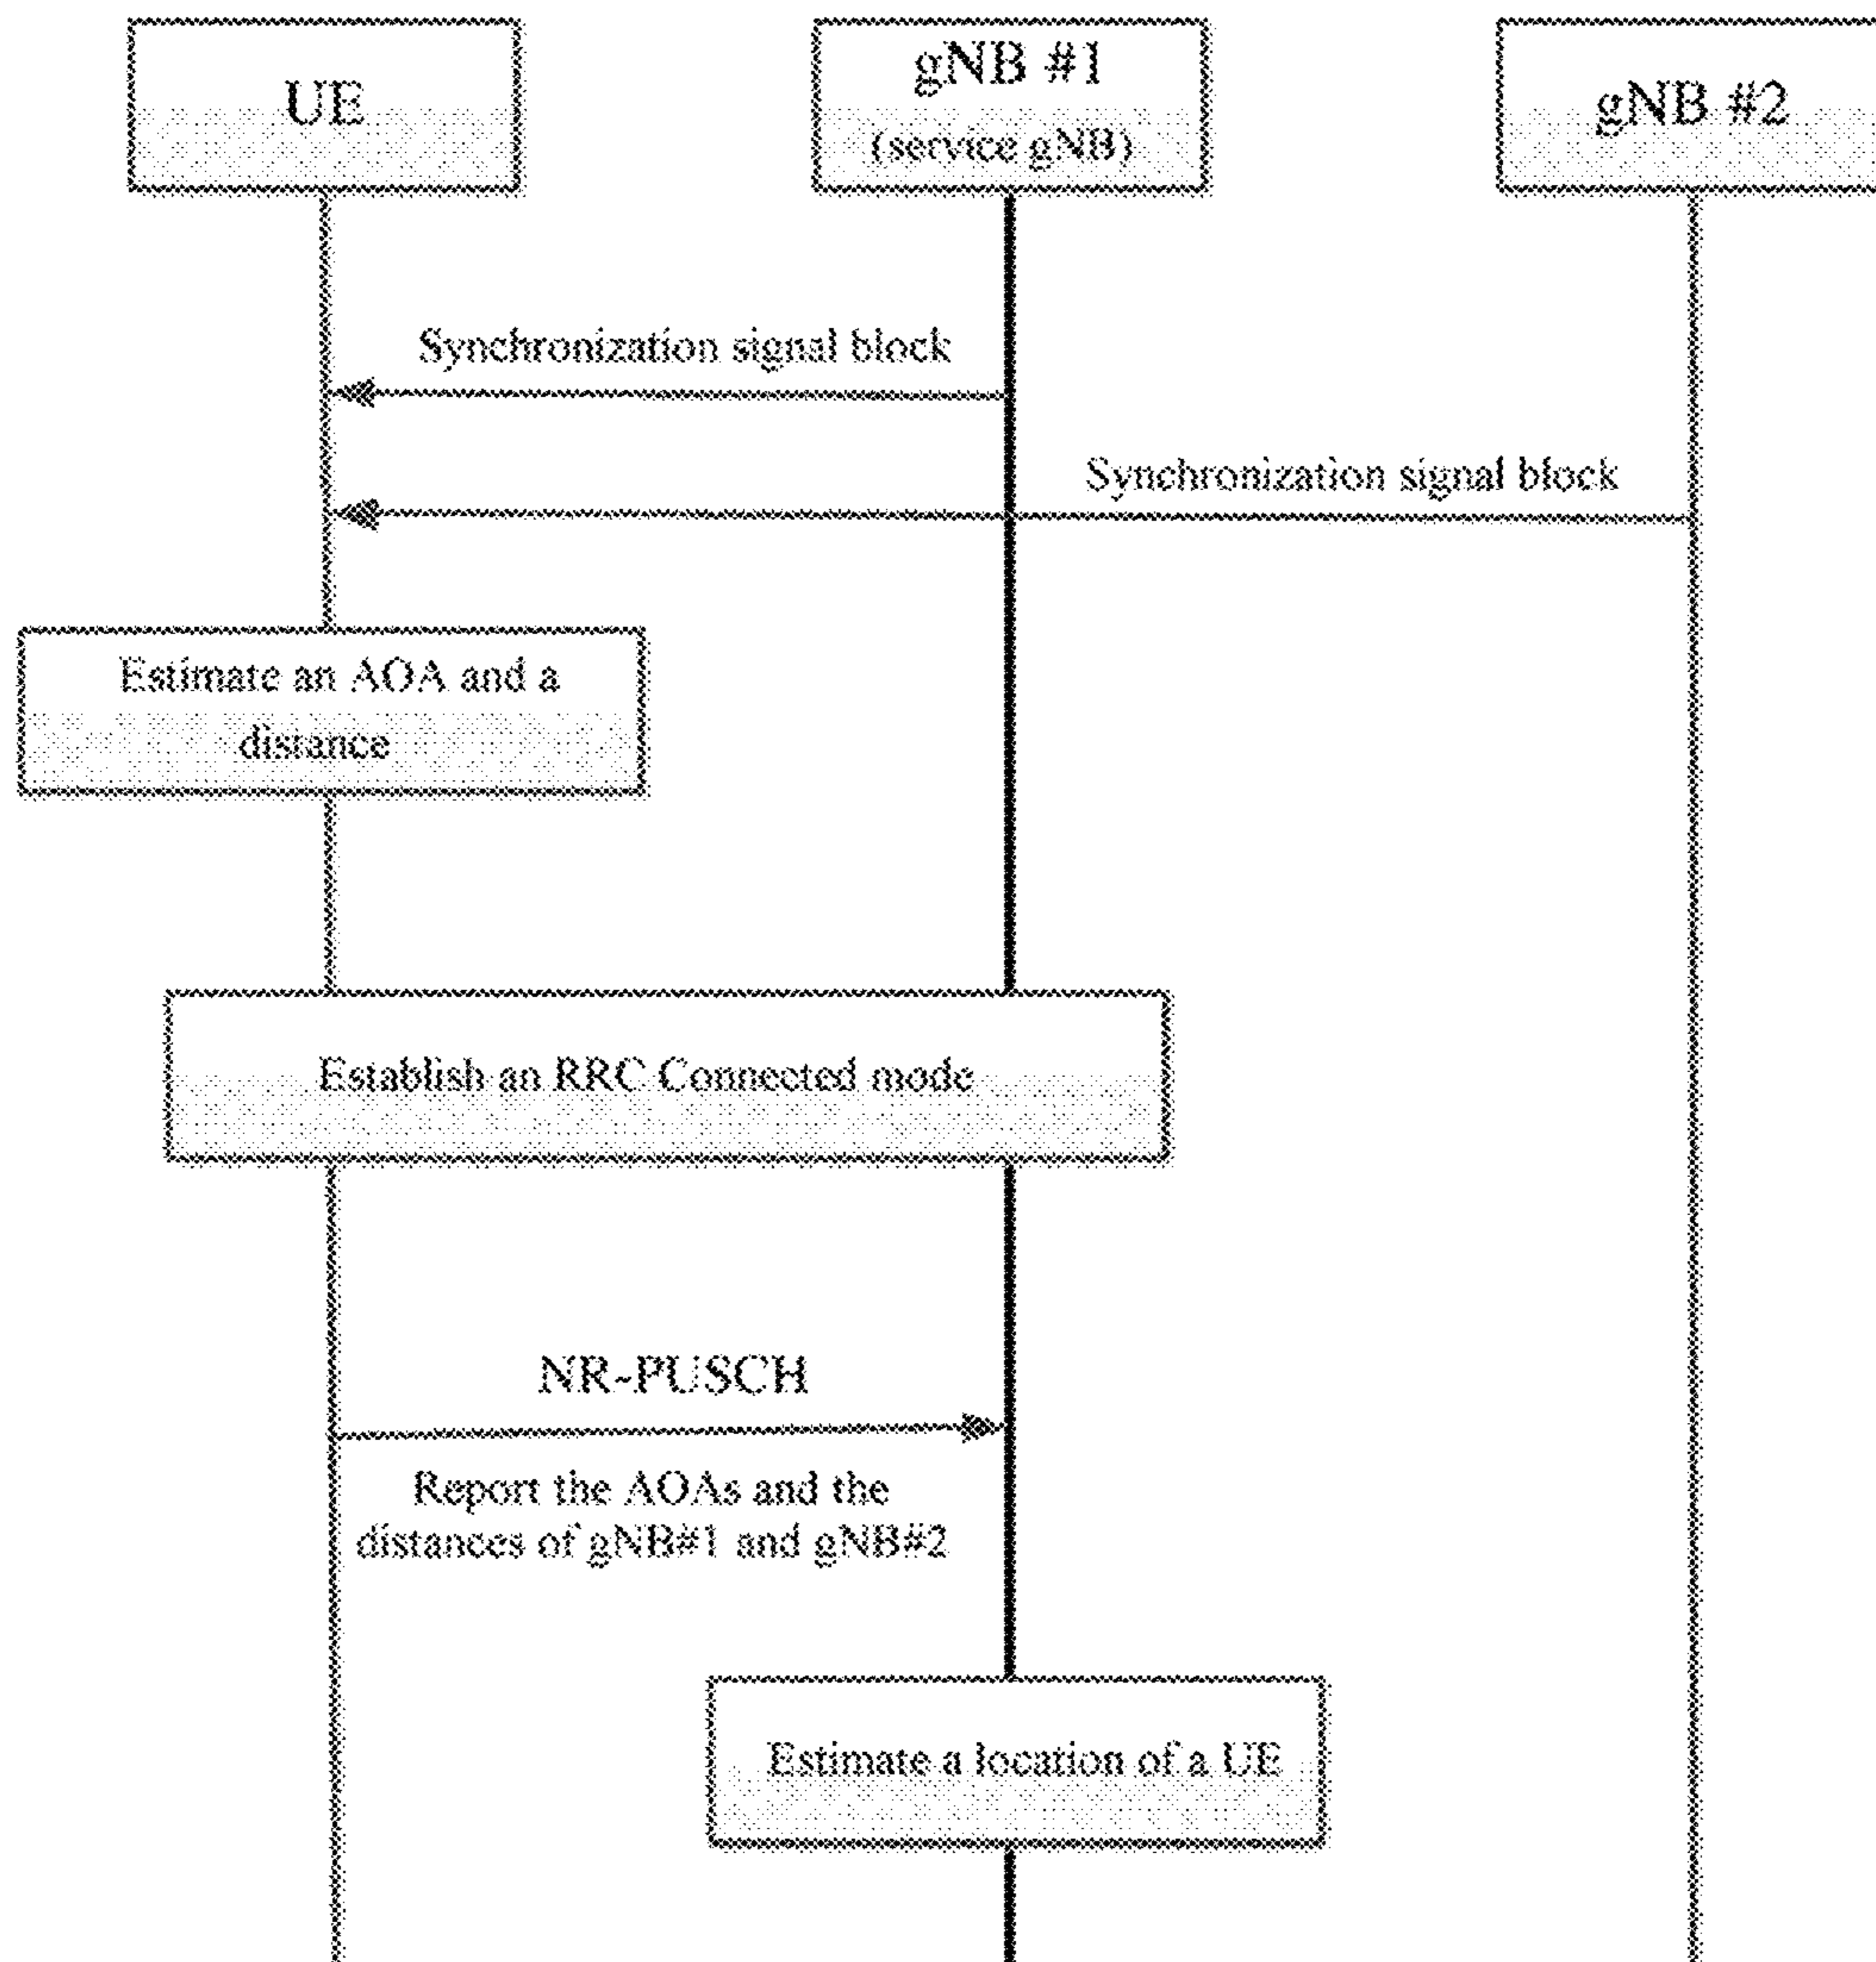 UE
gNB #1
(service gNB)
gNB #2
Synchronization signal block
Synchronization signal block
Estimate an AOA and a
distance
Establish an RRC Connected mode
NR-PUSCH
Report the AOAs and the
distances of gNB#1 and gNB#2
Estimate a location of a UE